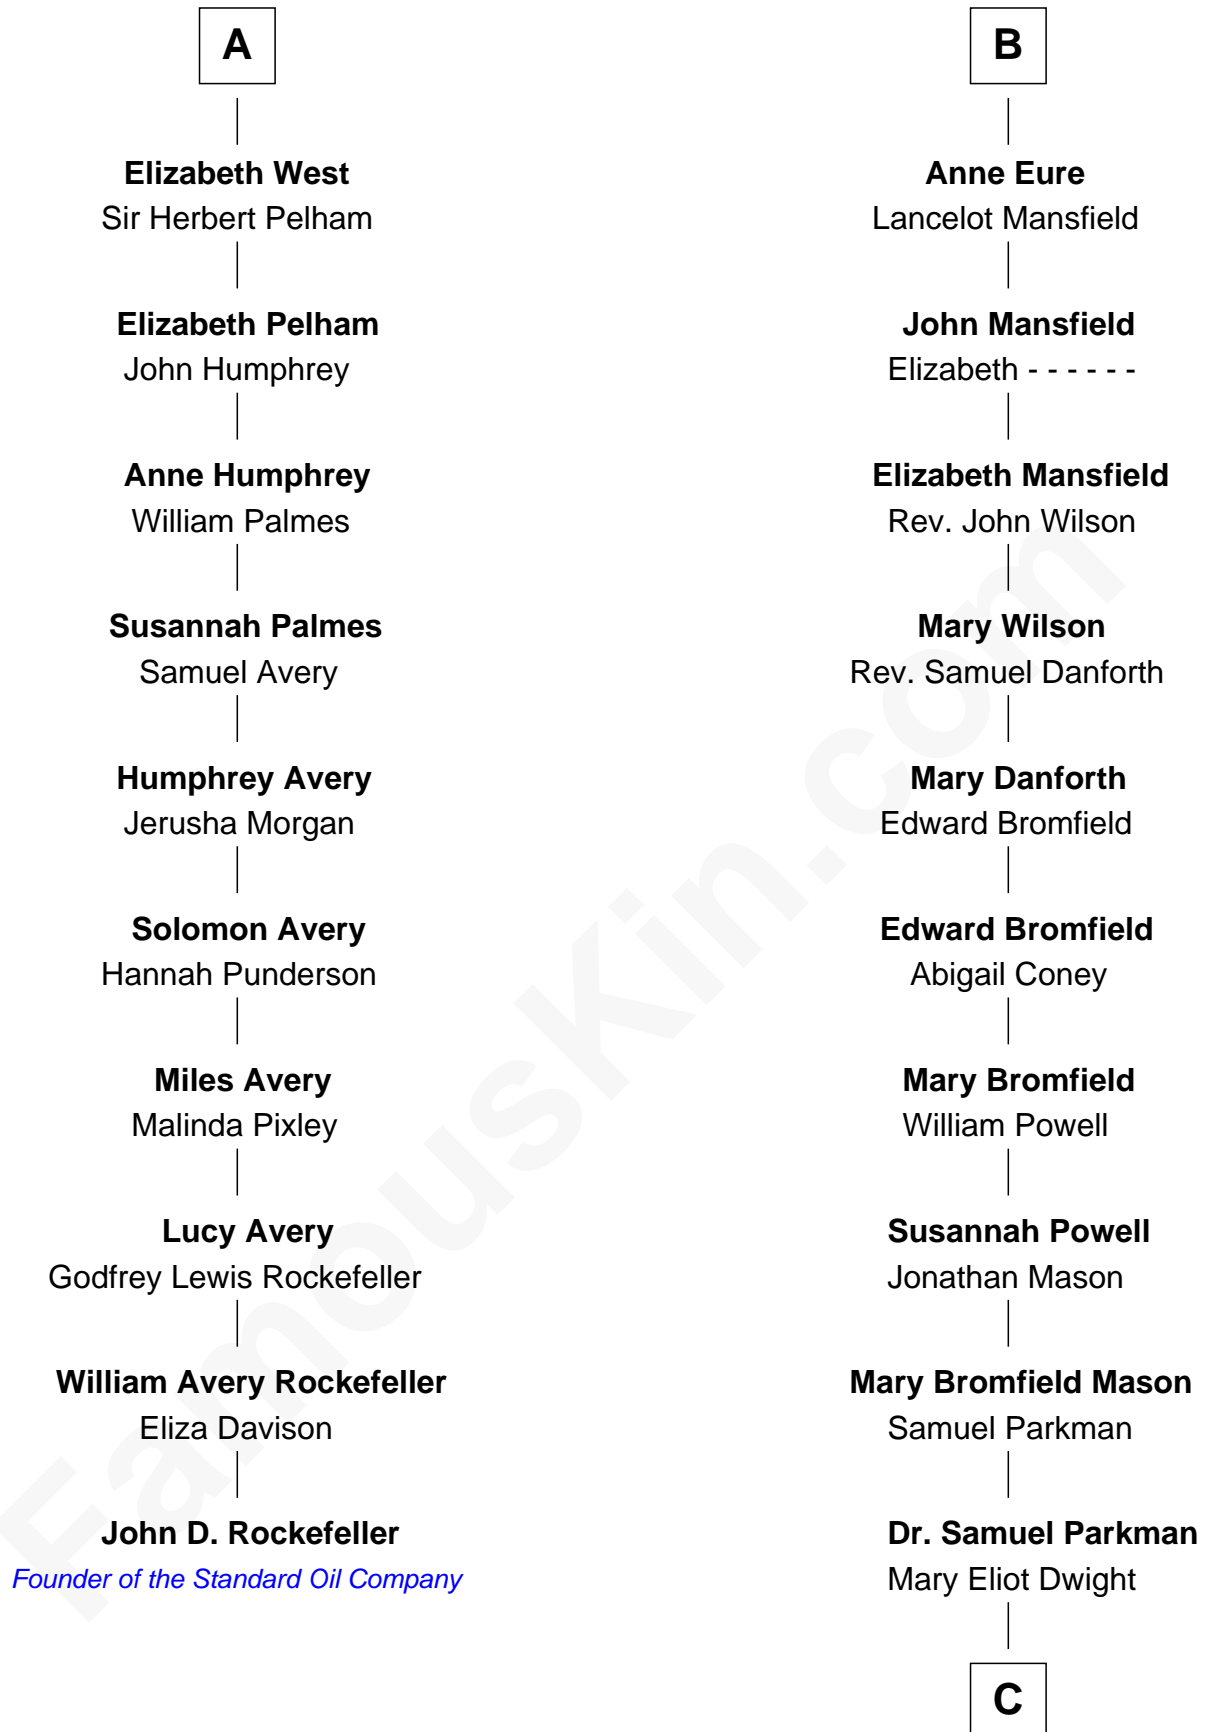 A
Elizabeth West
Sir Herbert Pelham
Elizabeth Pelham
John Humphrey
Anne Humphrey
William Palmes
Susannah Palmes
Samuel Avery
Humphrey Avery
Jerusha Morgan
Solomon Avery
Hannah Punderson
Miles Avery
Malinda Pixley
Lucy Avery
Godfrey Lewis Rockefeller
William Avery Rockefeller
Eliza Davison
John D. Rockefeller
Founder of the Standard Oil Company
B
Anne Eure
Lancelot Mansfield
John Mansfield
Elizabeth - - - - - -
Elizabeth Mansfield
Rev. John Wilson
Mary Wilson
Rev. Samuel Danforth
Mary Danforth
Edward Bromfield
Edward Bromfield
Abigail Coney
Mary Bromfield
William Powell
Susannah Powell
Jonathan Mason
Mary Bromfield Mason
Samuel Parkman
Dr. Samuel Parkman
Mary Eliot Dwight
C
FamousKin.com